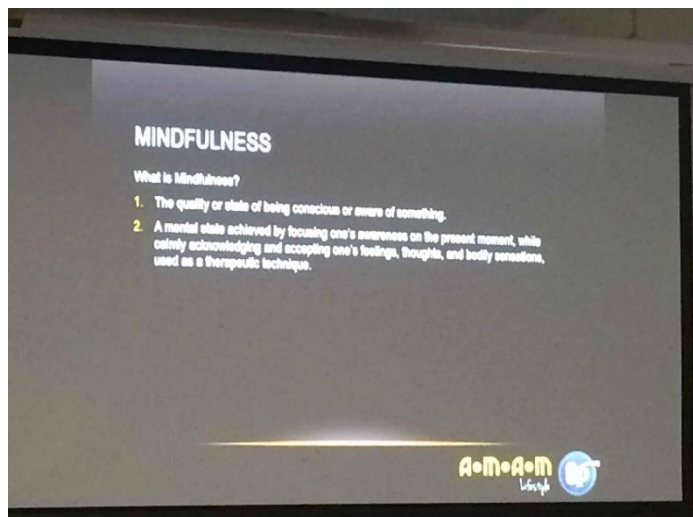 MINDFULNESS
What is Mindfulness?
1. The quality or state of being conscious or aware of something.
2. A mental state achieved by focusing one's awareness on the present moment, while
calmly acknowledging and accepting one's feelings, thoughts, and bodily sensations,
used as a therapeutic technique.
A•m•A•m
Lifestyle